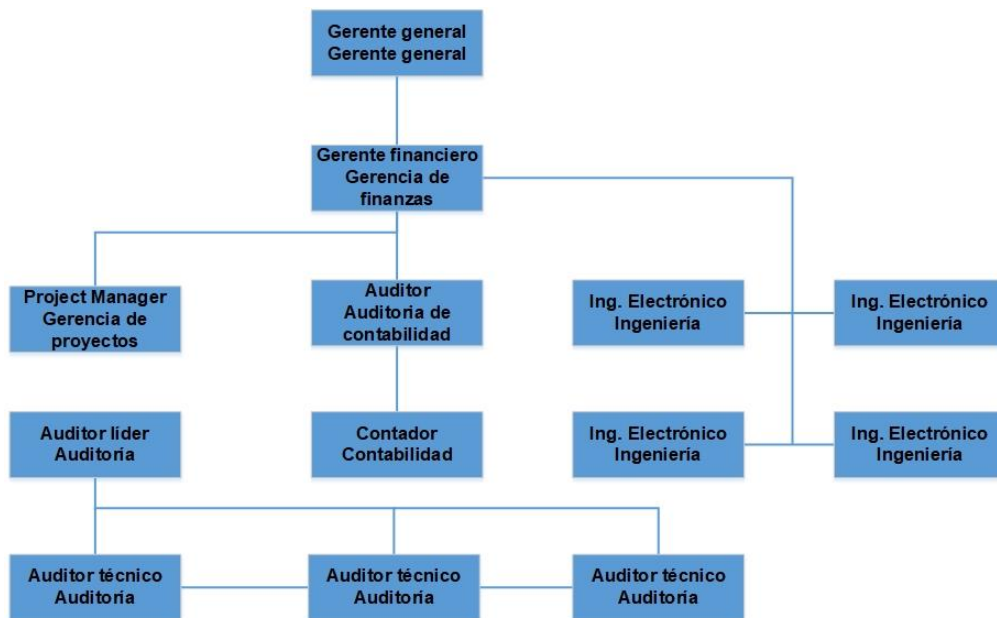 Gerente general
Gerente general
Gerente financiero
Gerencia de
finanzas
Project Manager
Gerencia de
proyectos
Auditor
Auditoria de
contabilidad
Ing. Electrónico
Ingeniería
Ing. Electrónico
Ingeniería
Auditor líder
Auditoría
Contador
Contabilidad
Ing. Electrónico
Ingeniería
Ing. Electrónico
Ingeniería
Auditor técnico
Auditoría
Auditor técnico
Auditoría
Auditor técnico
Auditoría